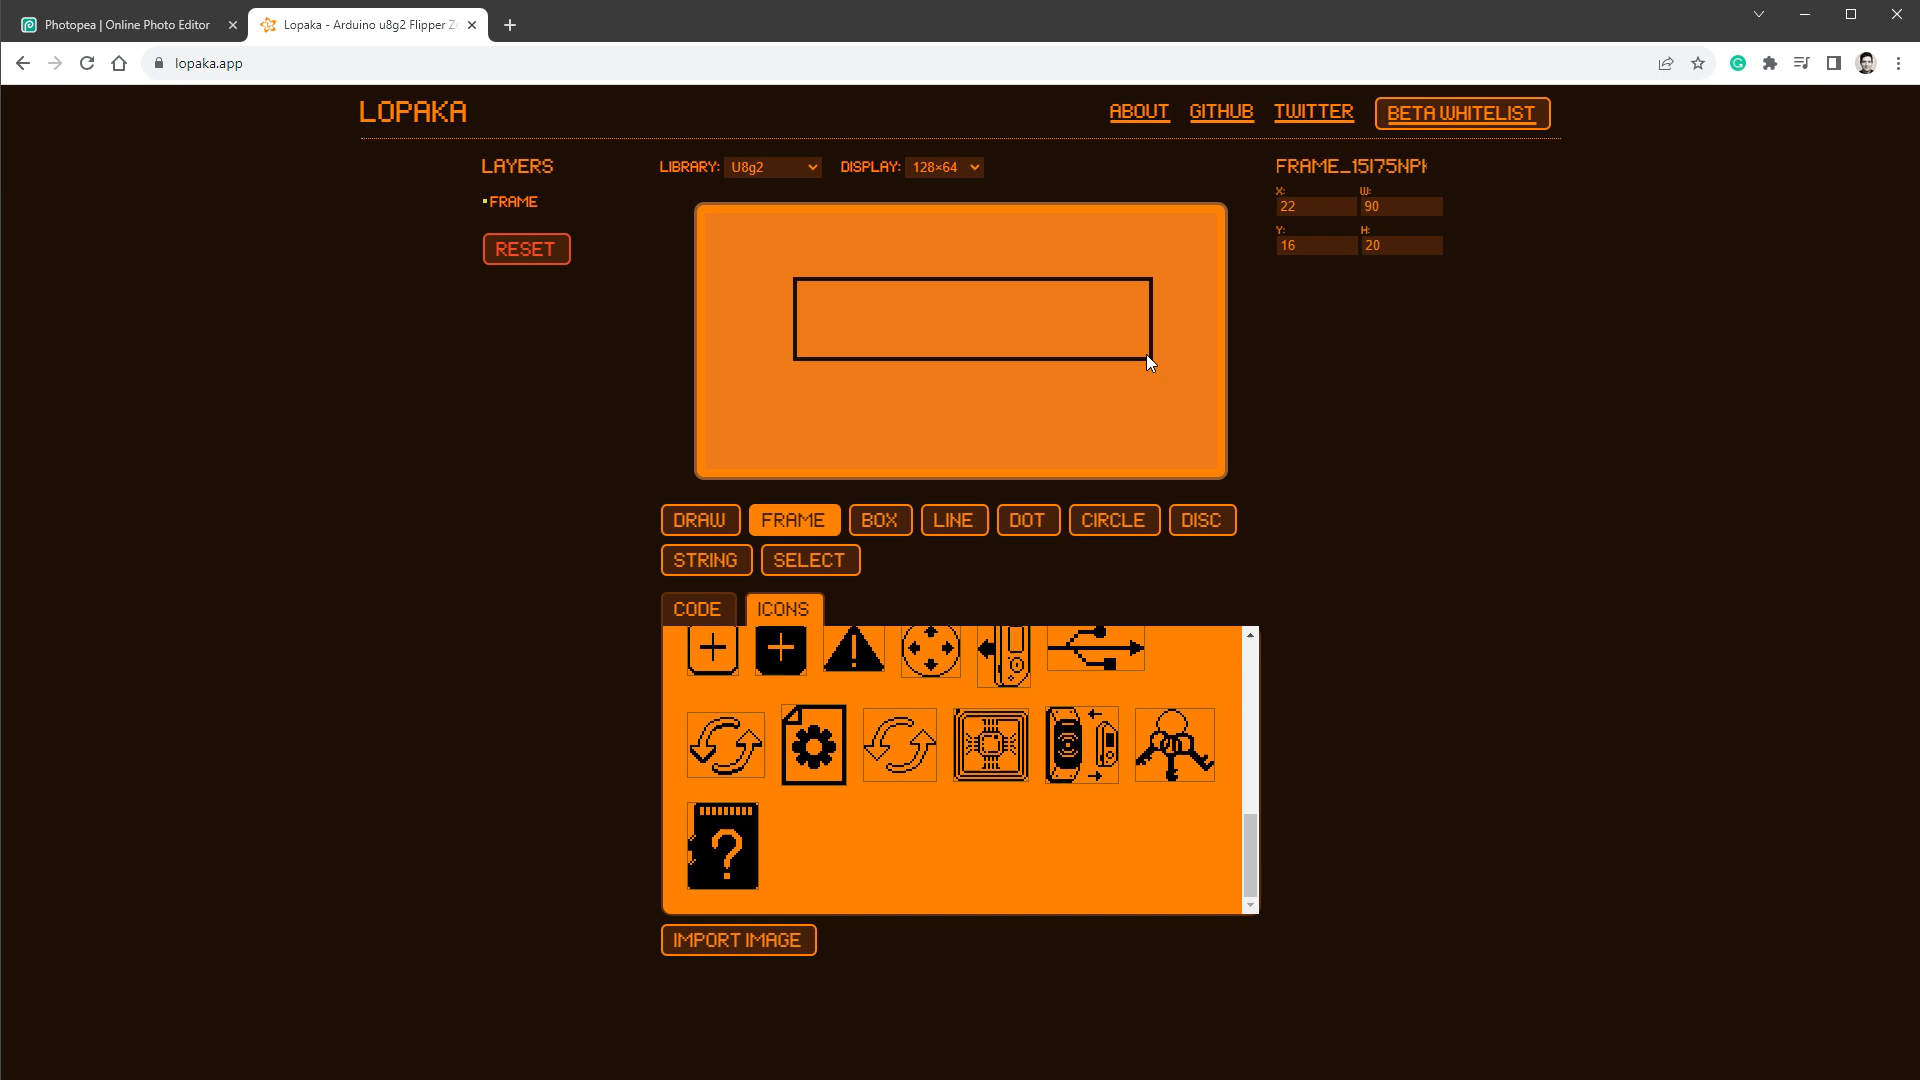 Photopea | Online Photo Editor
Lopaka - Arduino u8g2 Flipper Ze
lopaka.app
LOPAKA
ABOUT GITHUB TWITTER BETA WHITELIST
LAYERS
FRAME
RESET
LIBRARY: U8g2 DISPLAY: 128×64
FRAME_15175NPK
X: W:
22 90
Y: H:
16 20
DRAW FRAME BOX LINE DOT CIRCLE DISC
STRING SELECT
CODE ICONS
?
IMPORT IMAGE